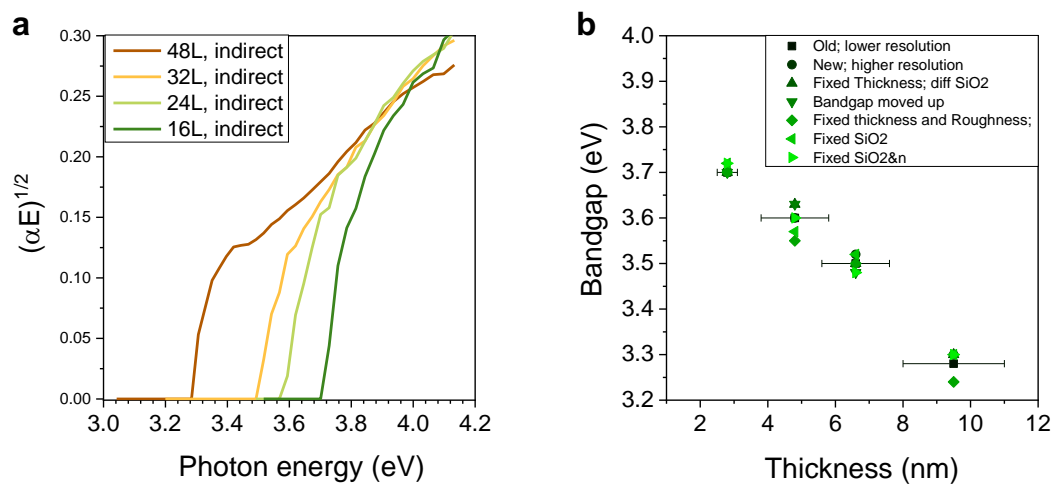 a
48L, indirect
32L, indirect
24L, indirect
16L, indirect
0.30
0.25
0.20
0.15
0.10
0.05
0.00
(αE)1/2
3.0 3.2 3.4 3.6 3.8 4.0 4.2
Photon energy (eV)
b
Old; lower resolution
New; higher resolution
Fixed Thickness; diff SiO2
Bandgap moved up
Fixed thickness and Roughness;
Fixed SiO2
Fixed SiO2&n
4.0
3.9
3.8
3.7
3.6
3.5
3.4
3.3
3.2
Bandgap (eV)
2 4 6 8 10 12
Thickness (nm)